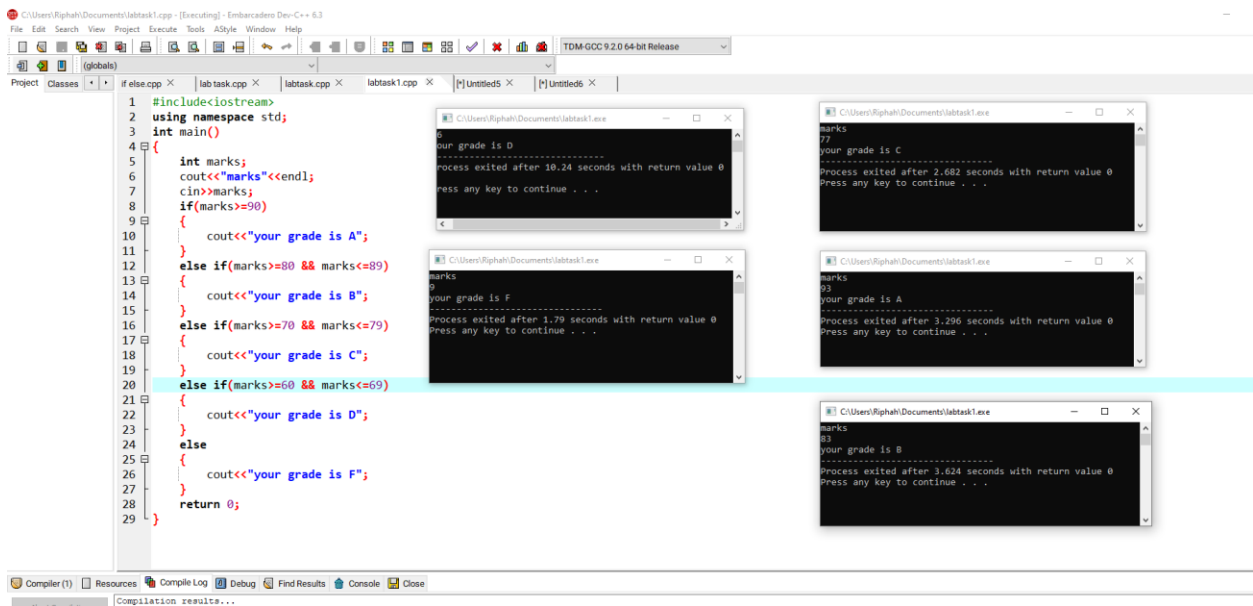 C:\Users\Riphah\Documents\labtask1.cpp - [Executing] - Embarcadero Dev-C++ 6.3
File Edit Search View Project Execute Tools AStyle Window Help
TDM-GCC 9.2.0 64-bit Release
(globals)
Project Classes if else.cpp lab task.cpp labtask.cpp labtask1.cpp [*] Untitled5 [*] Untitled6
1 #include<iostream>
2 using namespace std;
3 int main()
4 {
5 int marks;
6 cout<<"marks"<<endl;
7 cin>>marks;
8 if(marks>=90)
9 {
10 cout<<"your grade is A";
11 }
12 else if(marks>=80 && marks<=89)
13 {
14 cout<<"your grade is B";
15 }
16 else if(marks>=70 && marks<=79)
17 {
18 cout<<"your grade is C";
19 }
20 else if(marks>=60 && marks<=69)
21 {
22 cout<<"your grade is D";
23 }
24 else
25 {
26 cout<<"your grade is F";
27 }
28 return 0;
29 }
C:\Users\Riphah\Documents\labtask1.exe
6
our grade is D
--------------------------------
rocess exited after 10.24 seconds with return value 0
ress any key to continue . . .
C:\Users\Riphah\Documents\labtask1.exe
marks
77
your grade is C
--------------------------------
Process exited after 2.682 seconds with return value 0
Press any key to continue . . .
C:\Users\Riphah\Documents\labtask1.exe
marks
9
your grade is F
--------------------------------
Process exited after 1.79 seconds with return value 0
Press any key to continue . . .
C:\Users\Riphah\Documents\labtask1.exe
marks
93
your grade is A
--------------------------------
Process exited after 3.296 seconds with return value 0
Press any key to continue . . .
C:\Users\Riphah\Documents\labtask1.exe
marks
83
your grade is B
--------------------------------
Process exited after 3.624 seconds with return value 0
Press any key to continue . . .
Compiler (1) Resources Compile Log Debug Find Results Console Close
Compilation results...